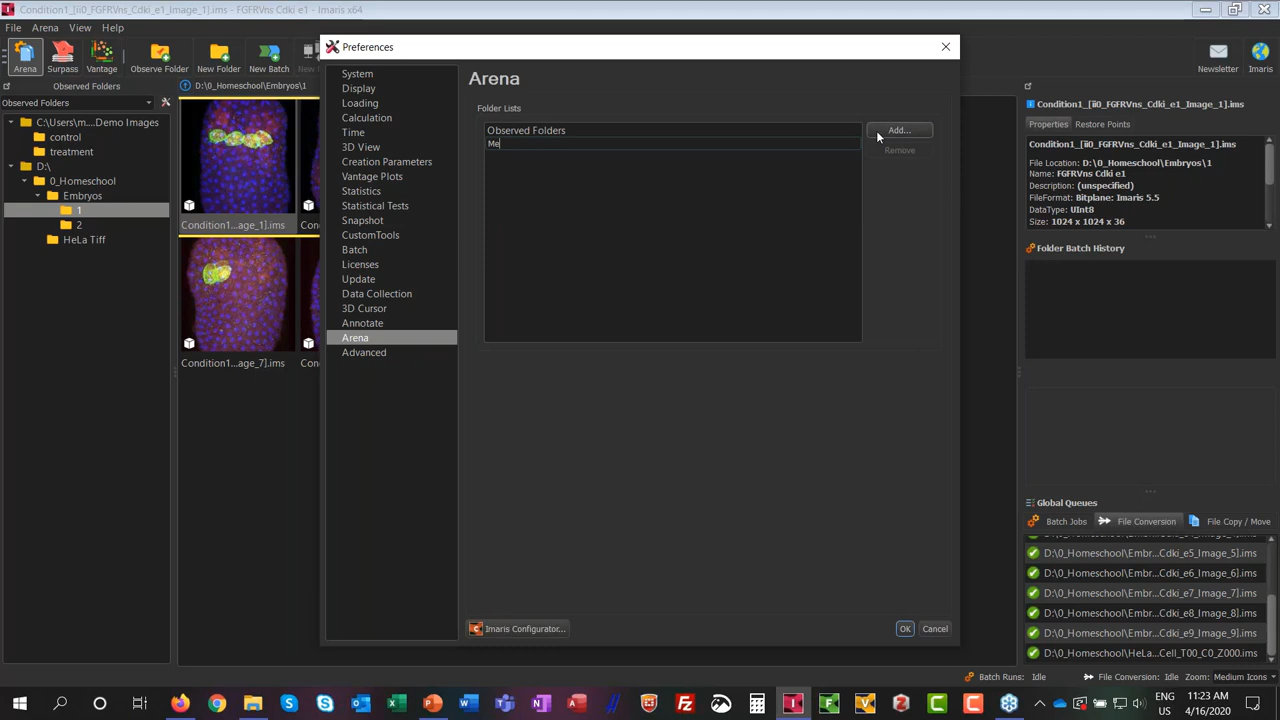 Condition1_[ii0_FGFRVns_Cdki_e1_Image_1].ims - FGFRVns Cdki e1 - Imaris x64
File Arena View Help
Arena Surpass Vantage Observe Folder New Folder New Batch
Newsletter Imaris
Observed Folders
D:\0_Homeschool\Embryos\1
Observed Folders
C:\Users\m....Demo Images
control
treatment
D:\
0_Homeschool
Embryos
1
2
HeLa Tiff
Condition1...age_1].ims
Condition1...age_7].ims
Preferences
System
Display
Loading
Time
Calculation
3D View
Creation Parameters
Vantage Plots
Statistics
Statistical Tests
Snapshot
CustomTools
Batch
Licenses
Update
Data Collection
3D Cursor
Annotate
Arena
Advanced
Arena
Folder Lists
Observed Folders
Me
Add...
Remove
Imaris Configurator...
OK Cancel
Condition1_[ii0_FGFRVns_Cdki_e1_Image_1].ims
Properties Restore Points
Condition1_[ii0_FGFRVns_Cdki_e1_Image_1].ims
File Location: D:\0_Homeschool\Embryos\1
Name: FGFRVns Cdki e1
Description: (unspecified)
FileFormat: Bitplane: Imaris 5.5
DataType: UInt8
Size: 1024 x 1024 x 36
Folder Batch History
Global Queues
Batch Jobs File Conversion File Copy / Move
D:\0_Homeschool\Embr...Cdki_e5_Image_5].ims
D:\0_Homeschool\Embr...Cdki_e6_Image_6].ims
D:\0_Homeschool\Embr...Cdki_e7_Image_7].ims
D:\0_Homeschool\Embr...Cdki_e8_Image_8].ims
D:\0_Homeschool\Embr...Cdki_e9_Image_9].ims
D:\0_Homeschool\HeLa...Cell_T00_C0_Z000].ims
Batch Runs: Idle File Conversion: Idle Zoom: Medium Icons
ENG
US
11:23 AM
4/16/2020